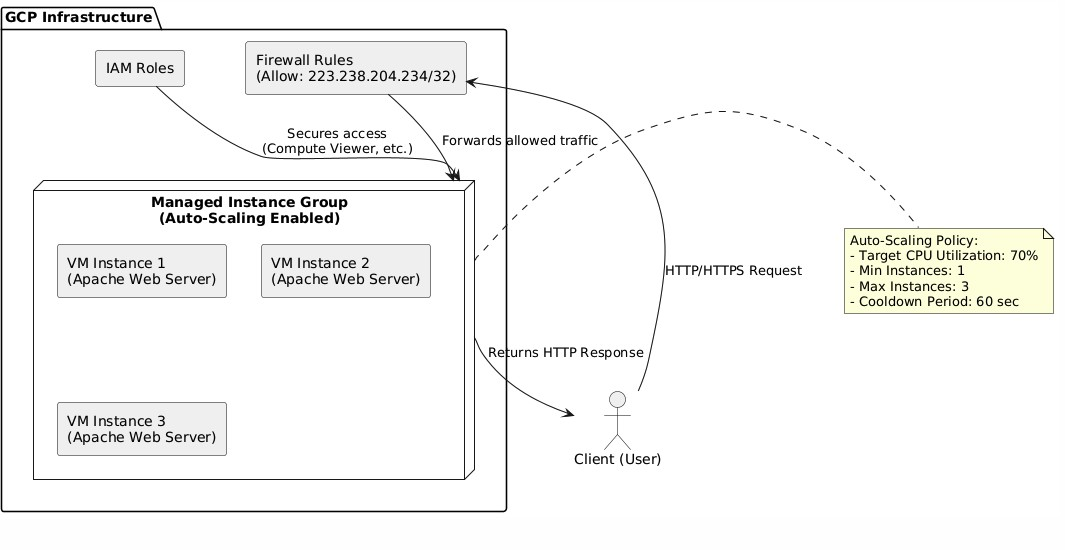 GCP Infrastructure
IAM Roles
Firewall Rules
(Allow: 223.238.204.234/32)
Secures access
(Compute Viewer, etc.)
Forwards allowed traffic
Managed Instance Group
(Auto-Scaling Enabled)
VM Instance 1
(Apache Web Server)
VM Instance 2
(Apache Web Server)
VM Instance 3
(Apache Web Server)
HTTP/HTTPS Request
Returns HTTP Response
Client (User)
Auto-Scaling Policy:
- Target CPU Utilization: 70%
- Min Instances: 1
- Max Instances: 3
- Cooldown Period: 60 sec